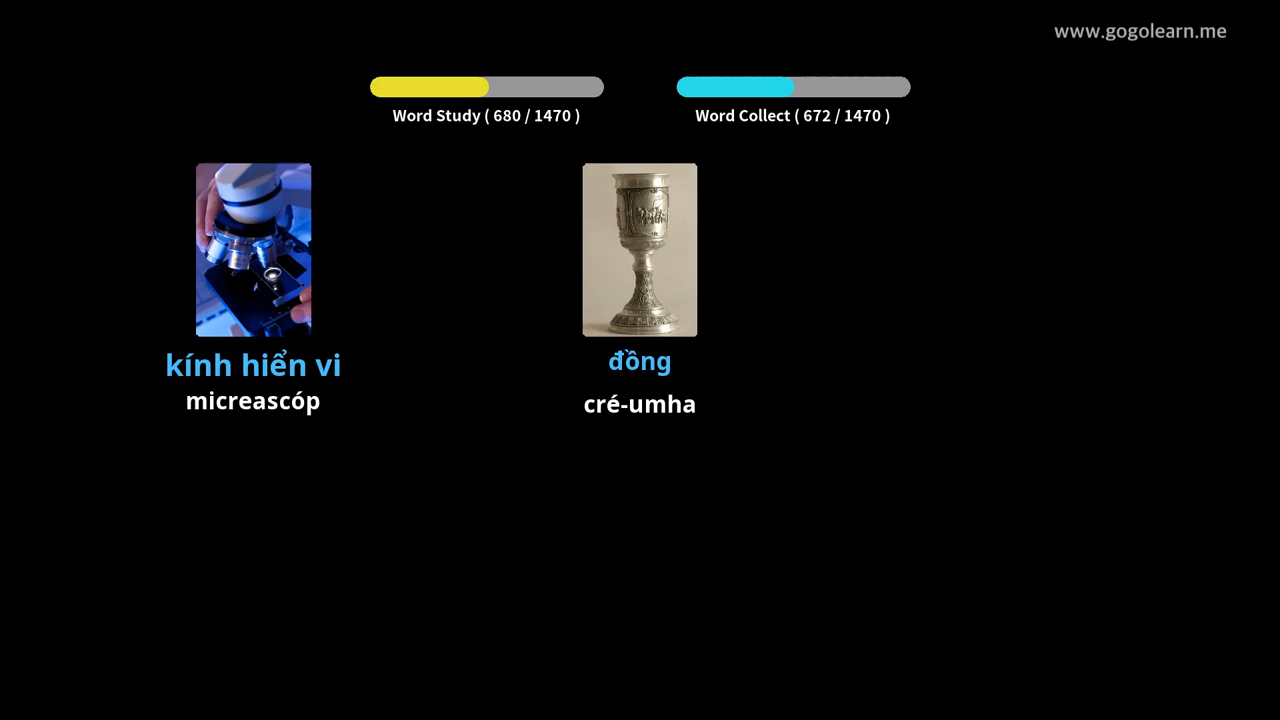 www.gogolearn.me
Word Study ( 680 / 1470 )
Word Collect ( 672 / 1470 )
kính hiển vi
micreascóp
đồng
cré-umha